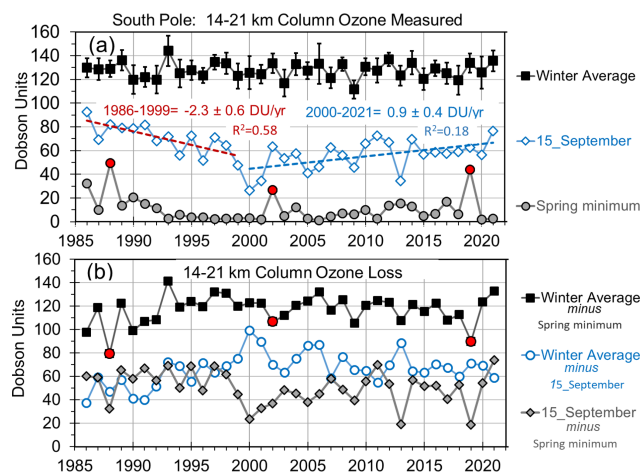 South Pole: 14-21 km Column Ozone Measured
(a)
160
140
120
100
80
60
40
20
0
Dobson Units
1986-1999= -2.3 ± 0.6 DU/yr
R²=0.58
2000-2021= 0.9 ± 0.4 DU/yr
R²=0.18
Winter Average
15_September
Spring minimum
1985 1990 1995 2000 2005 2010 2015 2020
(b)
14-21 km Column Ozone Loss
160
140
120
100
80
60
40
20
0
Dobson Units
Winter Average
minus
Spring minimum
Winter Average
minus
15_September
15_September
minus
Spring minimum
1985 1990 1995 2000 2005 2010 2015 2020